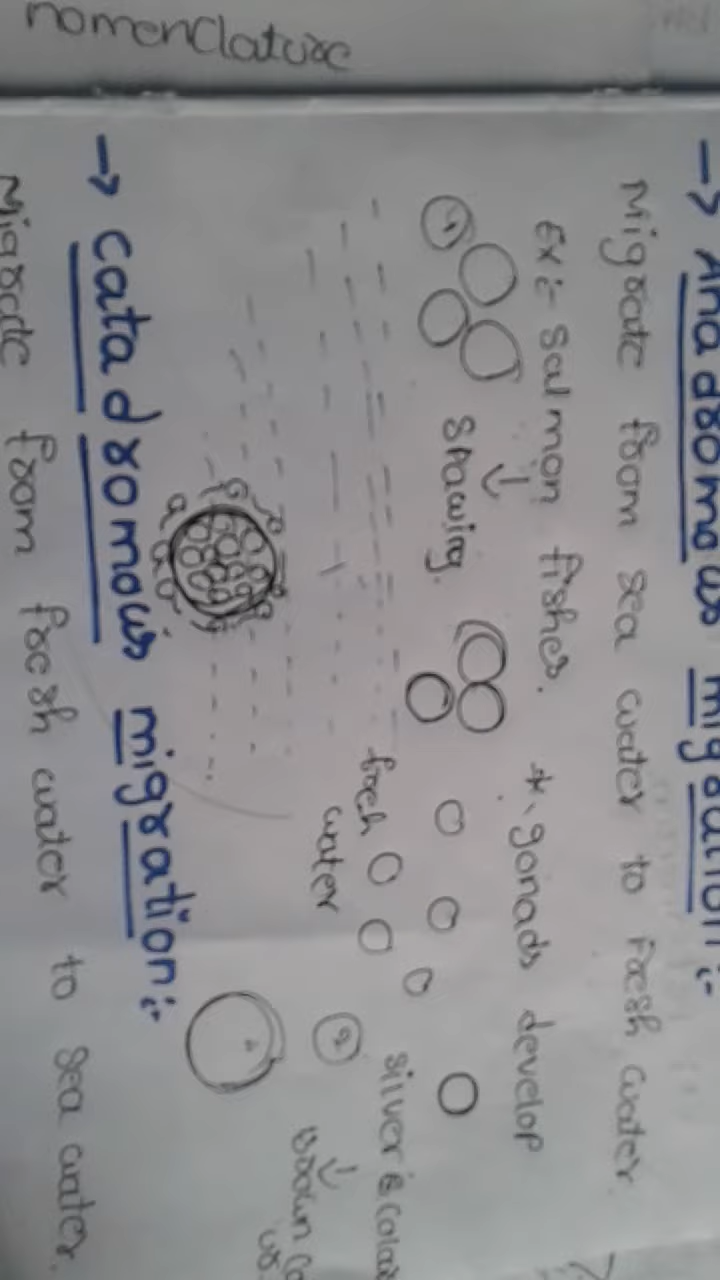 nomenclature
→ Anadromous migration:-
Migrate from sea water to Fresh water.
Ex:- Salmon fishes. * gonads develop
↓
Spawing.
fresh
water
silver
↓
Brown
→ catadromous migration:-
Migrate from fresh water to sea water.